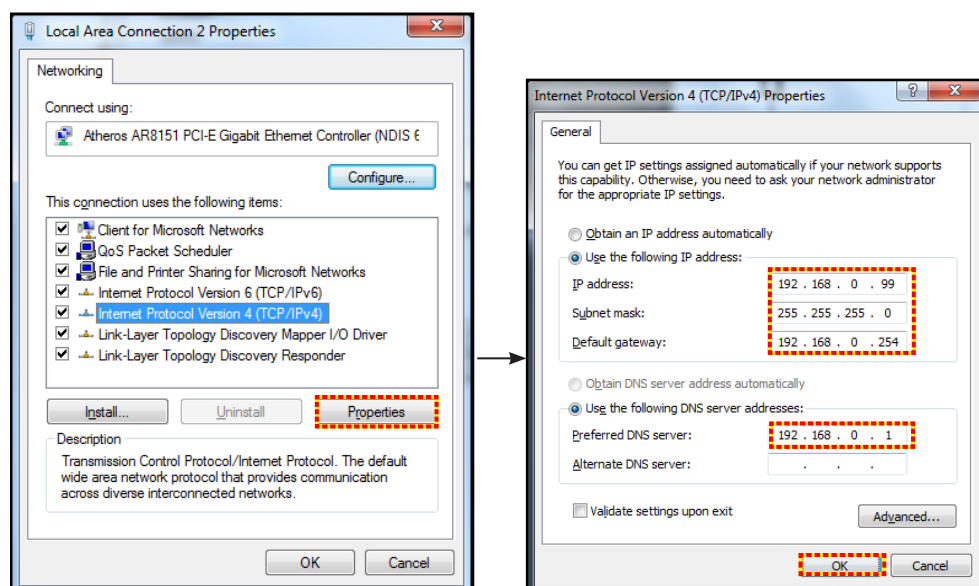 Local Area Connection 2 Properties
Networking
Connect using:
Atheros AR8151 PCI-E Gigabit Ethernet Controller (NDIS 6
Configure...
This connection uses the following items:
Client for Microsoft Networks
QoS Packet Scheduler
File and Printer Sharing for Microsoft Networks
Internet Protocol Version 6 (TCP/IPv6)
Internet Protocol Version 4 (TCP/IPv4)
Link-Layer Topology Discovery Mapper I/O Driver
Link-Layer Topology Discovery Responder
Install... Uninstall Properties
Description
Transmission Control Protocol/Internet Protocol. The default
wide area network protocol that provides communication
across diverse interconnected networks.
OK Cancel
Internet Protocol Version 4 (TCP/IPv4) Properties
General
You can get IP settings assigned automatically if your network supports
this capability. Otherwise, you need to ask your network administrator
for the appropriate IP settings.
Obtain an IP address automatically
Use the following IP address:
IP address: 192 . 168 . 0 . 99
Subnet mask: 255 . 255 . 255 . 0
Default gateway: 192 . 168 . 0 . 254
Obtain DNS server address automatically
Use the following DNS server addresses:
Preferred DNS server: 192 . 168 . 0 . 1
Alternate DNS server: . . .
Validate settings upon exit
Advanced...
OK Cancel